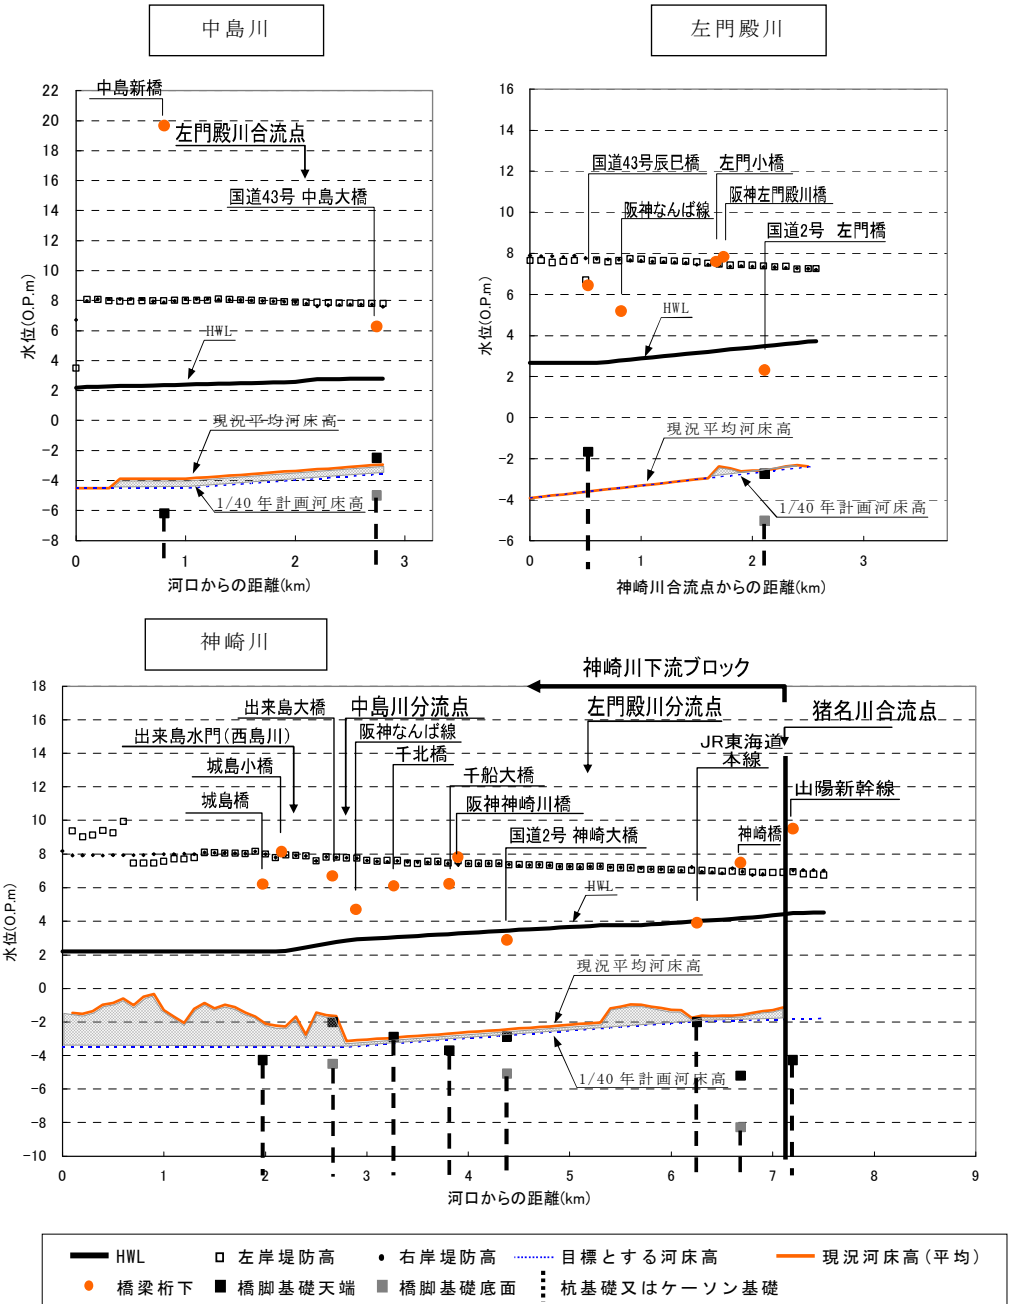 中島川
左門殿川
中島新橋
左門殿川合流点
国道43号 中島大橋
HWL
現況平均河床高
1/40 年計画河床高
水位(O.P.m)
22
20
18
16
14
12
10
8
6
4
2
0
-2
-4
-6
-8
0
1
2
3
河口からの距離(km)
国道43号辰巳橋
左門小橋
阪神なんば線
阪神左門殿川橋
国道2号 左門橋
HWL
現況平均河床高
1/40 年計画河床高
水位(O.P.m)
16
14
12
10
8
6
4
2
0
-2
-4
-6
0
1
2
3
神崎川合流点からの距離(km)
神崎川
神崎川下流ブロック
出来島大橋
中島川分流点
左門殿川分流点
猪名川合流点
出来島水門(西島川)
阪神なんば線
JR東海道
本線
城島小橋
千北橋
城島橋
千船大橋
山陽新幹線
阪神神崎川橋
国道2号 神崎大橋
神崎橋
HWL
現況平均河床高
1/40 年計画河床高
水位(O.P.m)
18
16
14
12
10
8
6
4
2
0
-2
-4
-6
-8
-10
0
1
2
3
4
5
6
7
8
9
河口からの距離(km)
HWL
左岸堤防高
右岸堤防高
目標とする河床高
現況河床高(平均)
橋梁桁下
橋脚基礎天端
橋脚基礎底面
杭基礎又はケーソン基礎